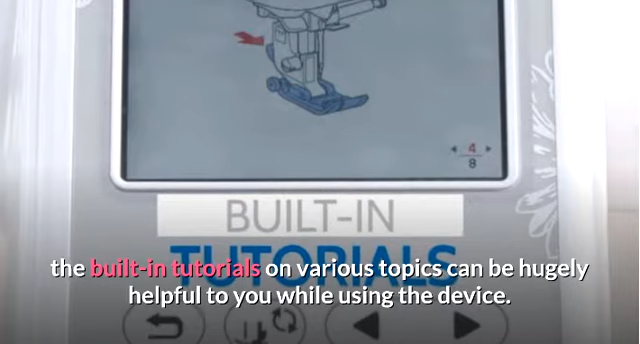 4
8
BUILT-IN
TUTORIALS
the built-in tutorials on various topics can be hugely
helpful to you while using the device.